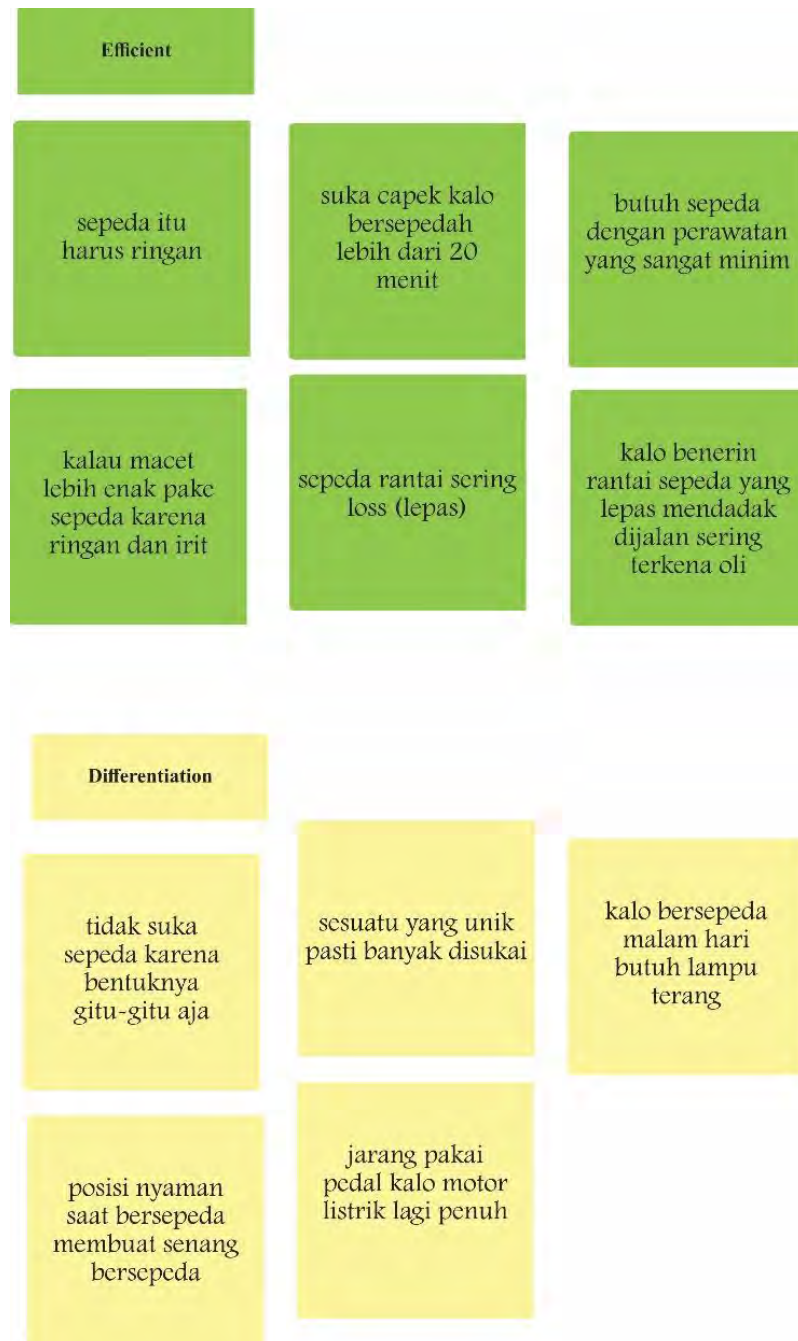 Efficient
sepeda itu
harus ringan
suka capek kalo
bersepedah
lebih dari 20
menit
butuh sepeda
dengan perawatan
yang sangat minim
kalau macet
lebih enak pake
sepeda karena
ringan dan irit
sepeda rantai sering
loss (lepas)
kalo benerin
rantai sepeda yang
lepas mendadak
dijalan sering
terkena oli
Differentiation
tidak suka
sepeda karena
bentuknya
gitu-gitu aja
sesuatu yang unik
pasti banyak disukai
kalo bersepeda
malam hari
butuh lampu
terang
posisi nyaman
saat bersepeda
membuat senang
bersepeda
jarang pakai
pedal kalo motor
listrik lagi penuh